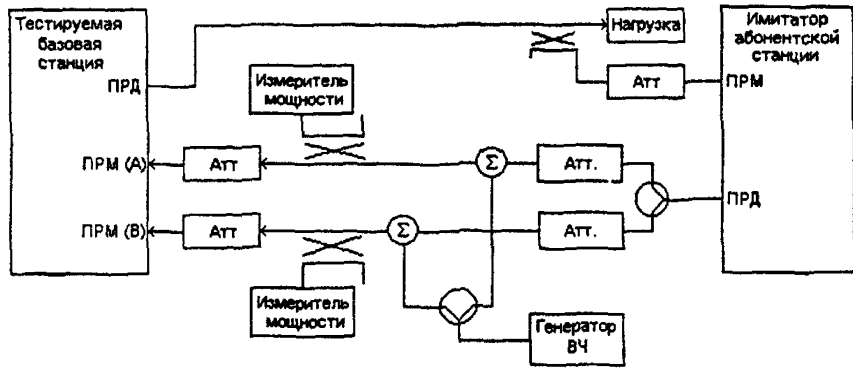 Тестируемая
базовая
станция
ПРД
ПРМ (А)
ПРМ (В)
Измеритель
мощности
Атт
Атт
Измеритель
мощности
Σ
Σ
Нагрузка
Атт
Атт.
Атт.
Генератор
ВЧ
Имитатор
абонентской
станции
ПРМ
ПРД